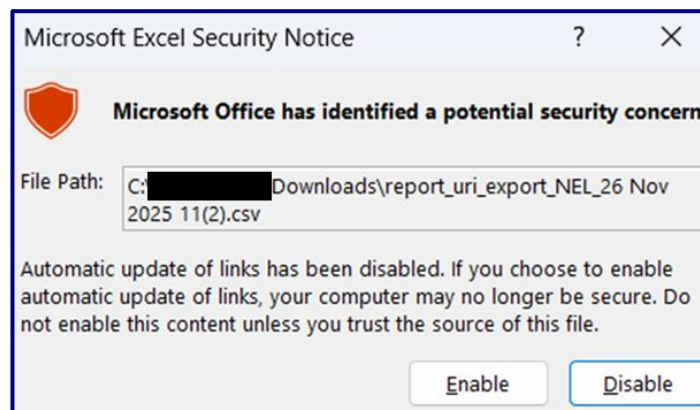 Microsoft Excel Security Notice ?
Microsoft Office has identified a potential security concern
File Path: C:\ Downloads\report_uri_export_NEL_26 Nov
2025 11(2).csv
Automatic update of links has been disabled. If you choose to enable
automatic update of links, your computer may no longer be secure. Do
not enable this content unless you trust the source of this file.
Enable Disable